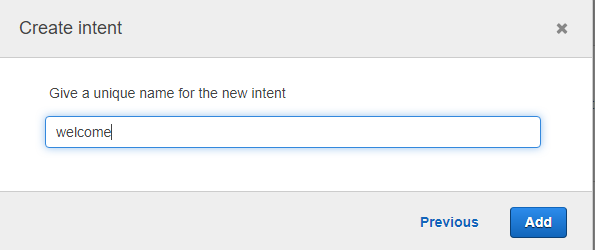 Create intent
Give a unique name for the new intent
welcome
Previous Add